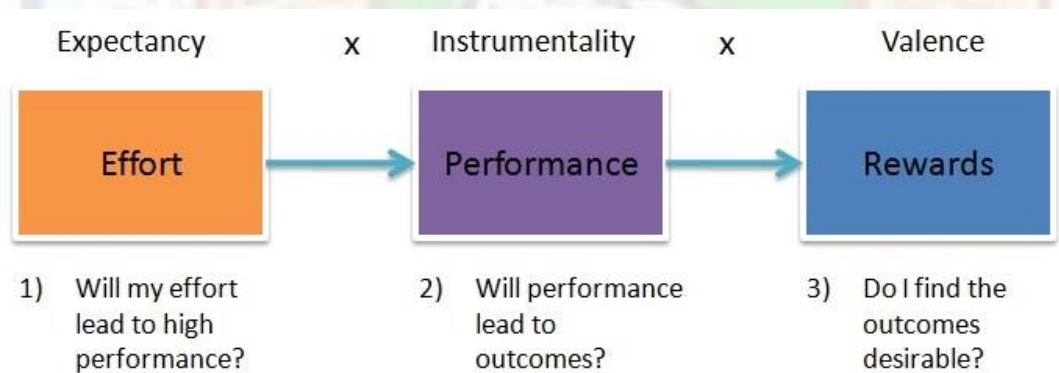 Expectancy x Instrumentality x Valence
Effort Performance Rewards
1) Will my effort
lead to high
performance?
2) Will performance
lead to
outcomes?
3) Do I find the
outcomes
desirable?